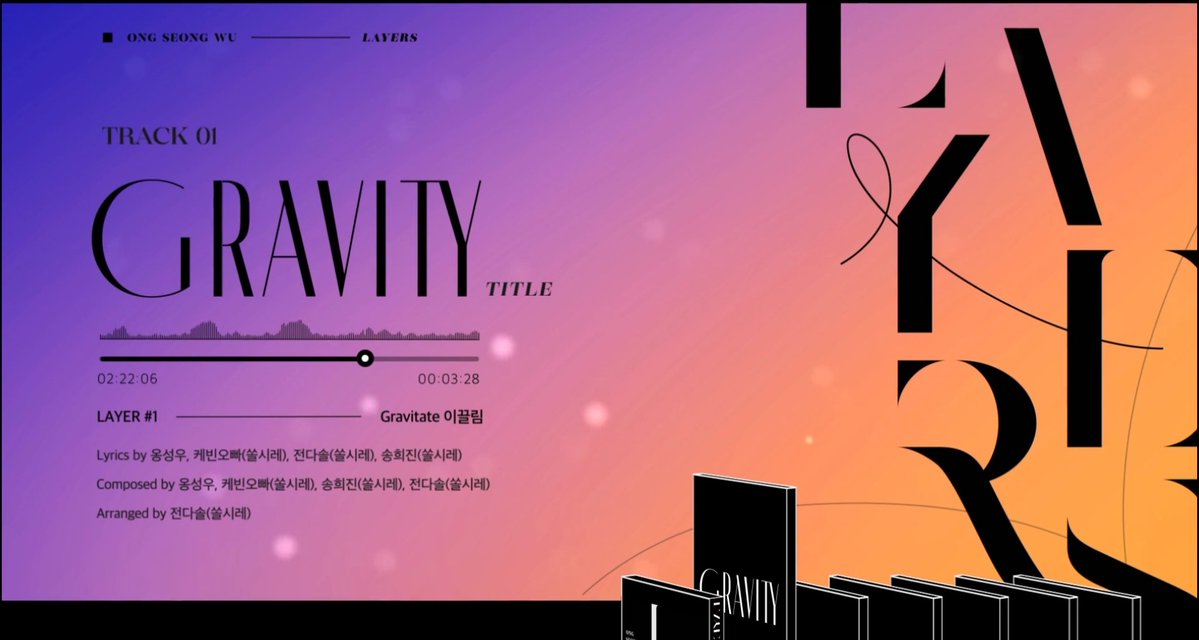 ONG SEONG WU LAYERS
TRACK 01
GRAVITY TITLE
02:22:06 00:03:28
LAYER #1 Gravitate 이끌림
Lyrics by 옹성우, 케빈오빠(쏠시레), 전다솔(쏠시레), 송희진(쏠시레)
Composed by 옹성우, 케빈오빠(쏠시레), 송희진(쏠시레), 전다솔(쏠시레)
Arranged by 전다솔(쏠시레)
LAYERS
GRAVITY